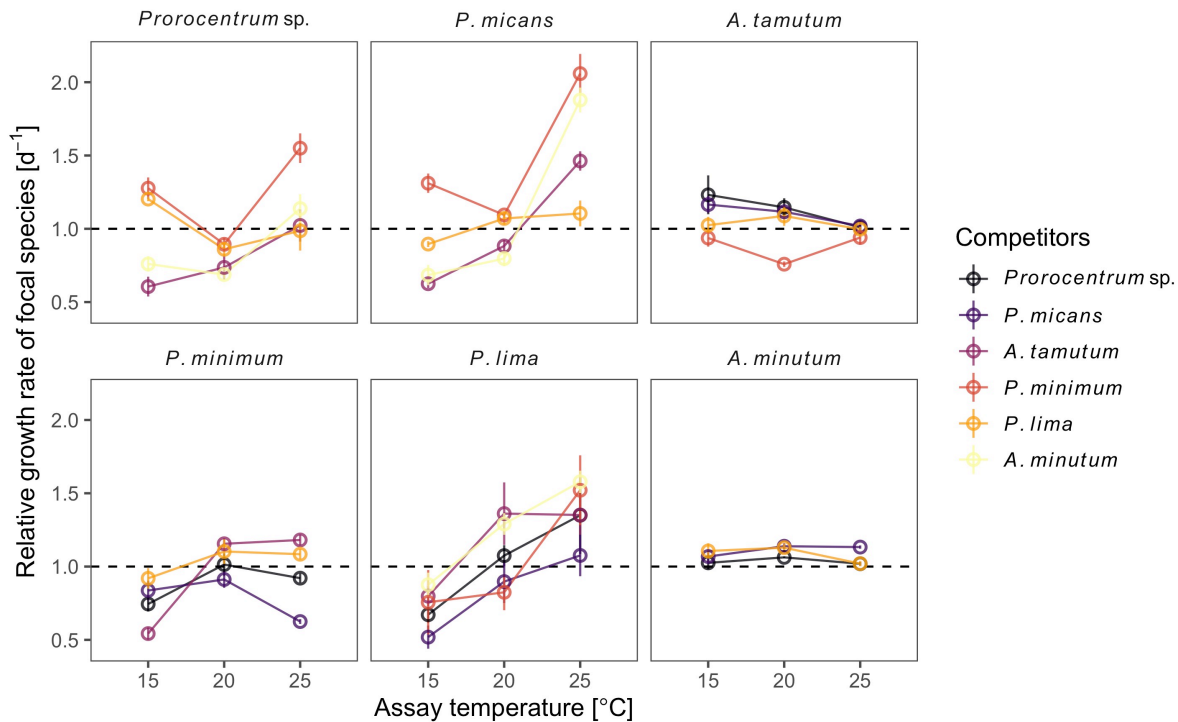 Prorocentrum sp.
P. micans
A. tamutum
2.0
1.5
1.0
0.5
P. minimum
P. lima
A. minutum
2.0
1.5
1.0
0.5
15 20 25
15 20 25
15 20 25
Assay temperature [°C]
Relative growth rate of focal species [d⁻¹]
Competitors
Prorocentrum sp.
P. micans
A. tamutum
P. minimum
P. lima
A. minutum